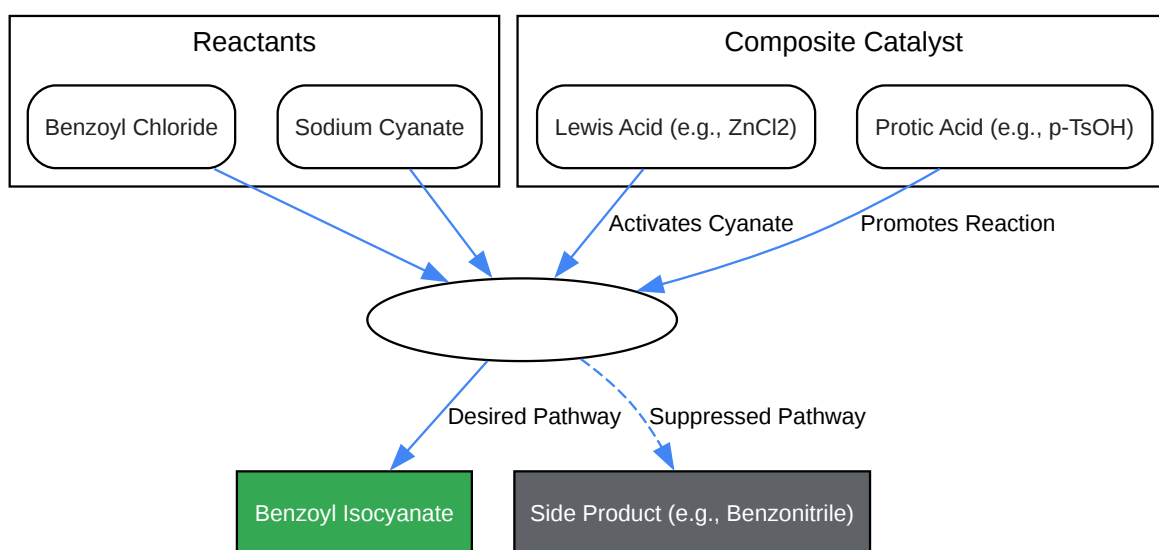 Reactants
Composite Catalyst
Benzoyl Chloride
Sodium Cyanate
Lewis Acid (e.g., ZnCl2)
Protic Acid (e.g., p-TsOH)
Activates Cyanate
Promotes Reaction
Desired Pathway
Suppressed Pathway
Benzoyl Isocyanate
Side Product (e.g., Benzonitrile)